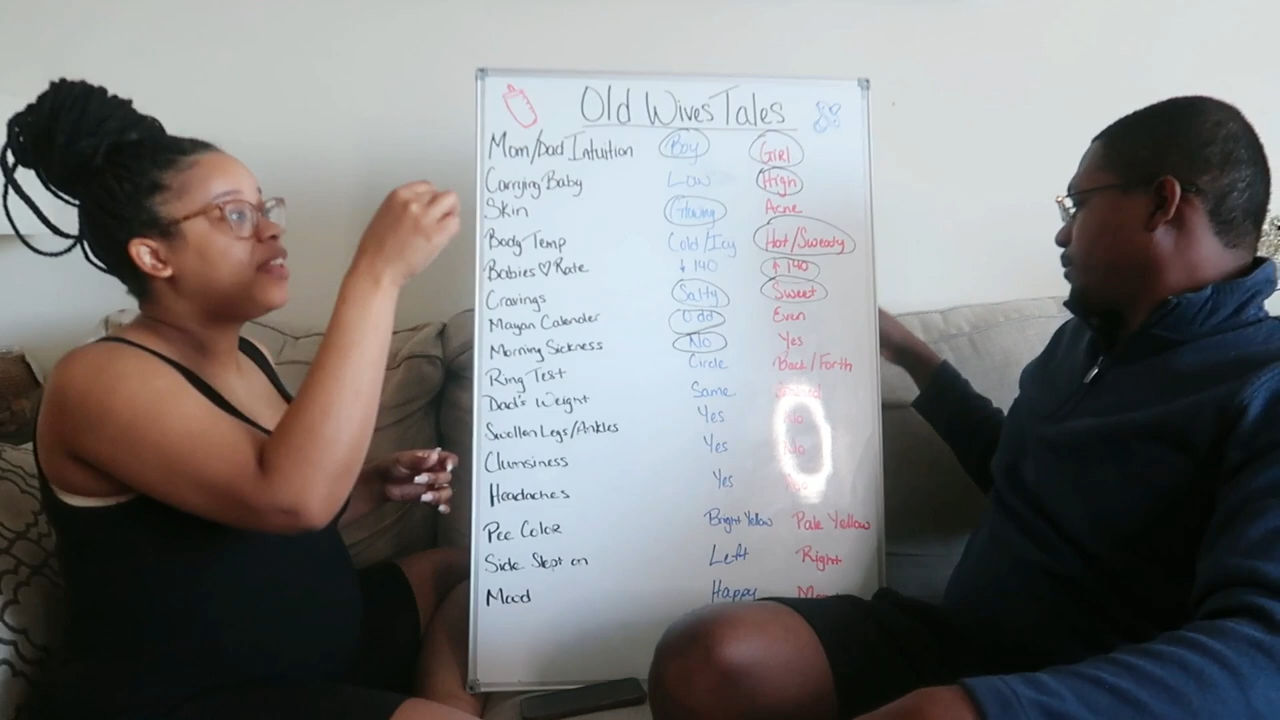 Old Wives Tales
Mom/Dad Intuition Boy Girl
Carrying Baby Low High
Skin Glowing Acne
Body Temp Cold/Icy Hot/Sweady
Babies ♡ Rate ↓ 140 ↑ 140
Cravings Salty Sweet
Mayan Calender Odd Even
Morning Sickness No Yes
Ring Test Circle Back/Forth
Dad's Weight Same
Swollen Legs/Ankles Yes No
Clumsiness Yes No
Headaches Yes No
Pee Color Bright Yellow Pale Yellow
Side Slept on Left Right
Mood Happy